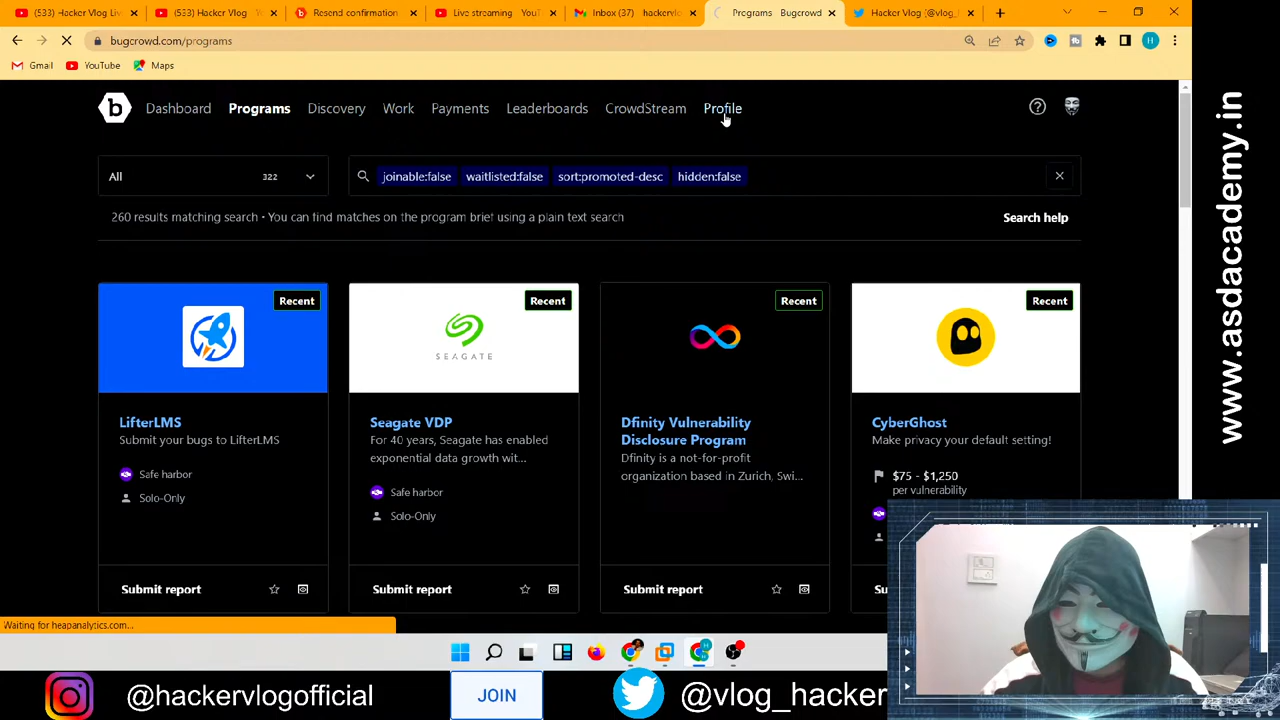 (533) Hacker Vlog Liv
(533) Hacker Vlog
Resend confirmation
Live streaming - YouT
Inbox (37) - hackervl
Programs - Bugcrowd
Hacker Vlog (@vlog_
bugcrowd.com/programs
H
Gmail
YouTube
Maps
b
Dashboard
Programs
Discovery
Work
Payments
Leaderboards
CrowdStream
Profile
All
322
joinable:false
waitlisted:false
sort:promoted-desc
hidden:false
260 results matching search • You can find matches on the program brief using a plain text search
Search help
Recent
Recent
Recent
Recent
SEAGATE
LifterLMS
Submit your bugs to LifterLMS
Safe harbor
Solo-Only
Submit report
Seagate VDP
For 40 years, Seagate has enabled
exponential data growth wit...
Safe harbor
Solo-Only
Submit report
Dfinity Vulnerability
Disclosure Program
Dfinity is a not-for-profit
organization based in Zurich, Swi...
Submit report
CyberGhost
Make privacy your default setting!
$75 - $1,250
per vulnerability
Su
Waiting for heapanalytics.com...
@hackervlogofficial
JOIN
@vlog_hacker
www.asdacademy.in